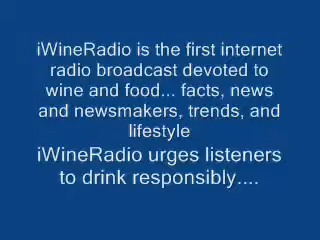 iWineRadio is the first internet
radio broadcast devoted to
wine and food... facts, news
and newsmakers, trends, and
lifestyle
iWineRadio urges listeners
to drink responsibly....